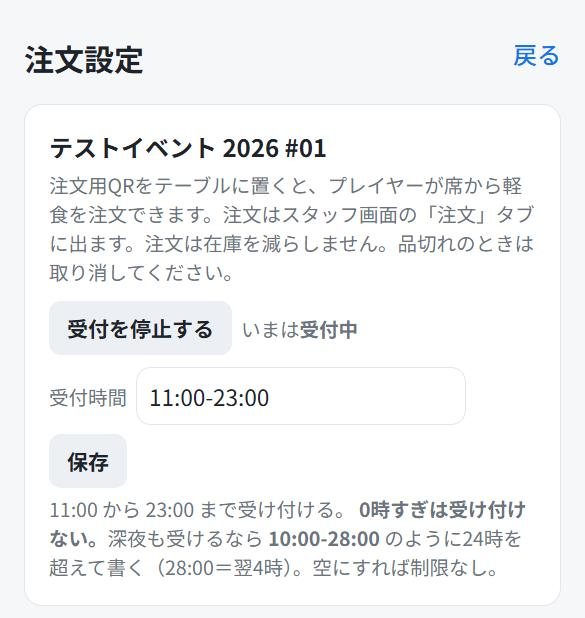 注文設定
戻る
テストイベント 2026 #01
注文用QRをテーブルに置くと、プレイヤーが席から軽
食を注文できます。注文はスタッフ画面の「注文」タブ
に出ます。注文は在庫を減らしません。品切れのときは
取り消してください。
受付を停止する いまは受付中
受付時間 11:00-23:00
保存
11:00 から 23:00 まで受け付ける。 0時すぎは受け付け
ない。深夜も受けるなら 10:00-28:00 のように24時を
超えて書く（28:00＝翌4時）。空にすれば制限なし。